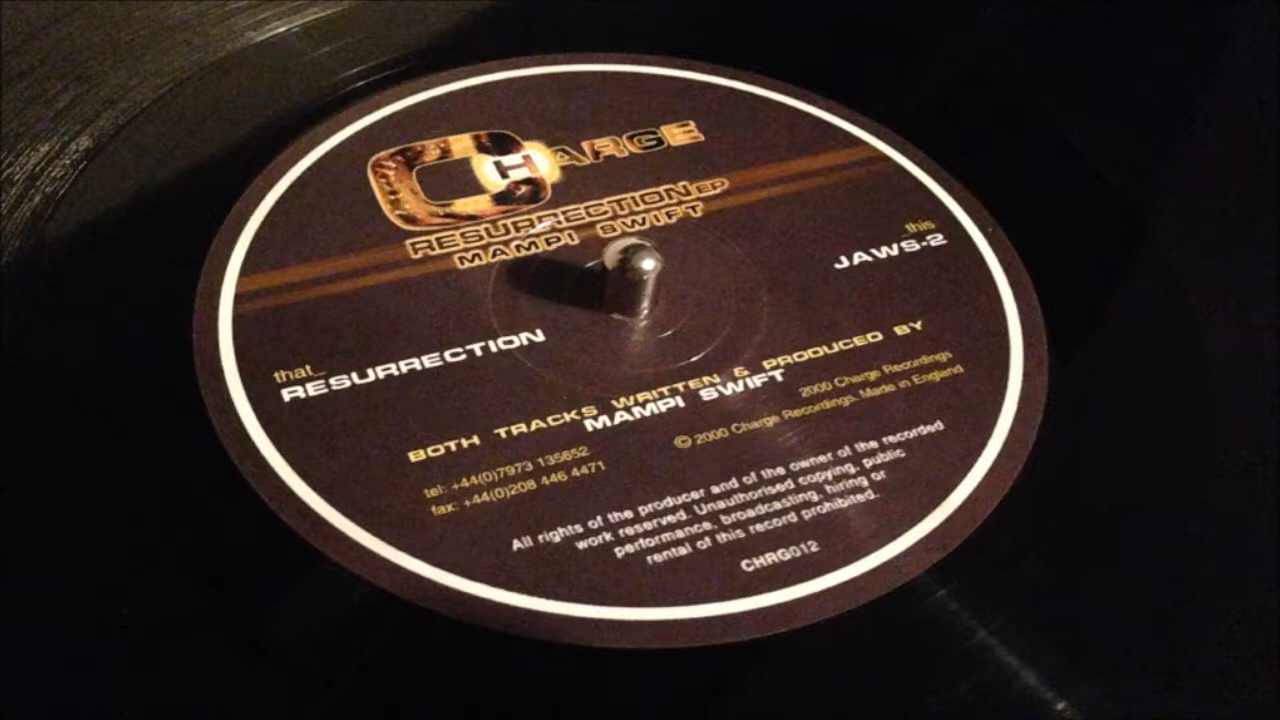 CHARGE
RESURRECTION EP
MAMPI SWIFT
_this
JAWS-2
that_
RESURRECTION
BOTH TRACKS WRITTEN & PRODUCED BY
MAMPI SWIFT
2000 Charge Recordings
© 2000 Charge Recordings. Made in England
tel: +44(0)7973 135652
fax: +44(0)208 446 4471
All rights of the producer and of the owner of the recorded
work reserved. Unauthorised copying, public
performance, broadcasting, hiring or
rental of this record prohibited.
CHRG012